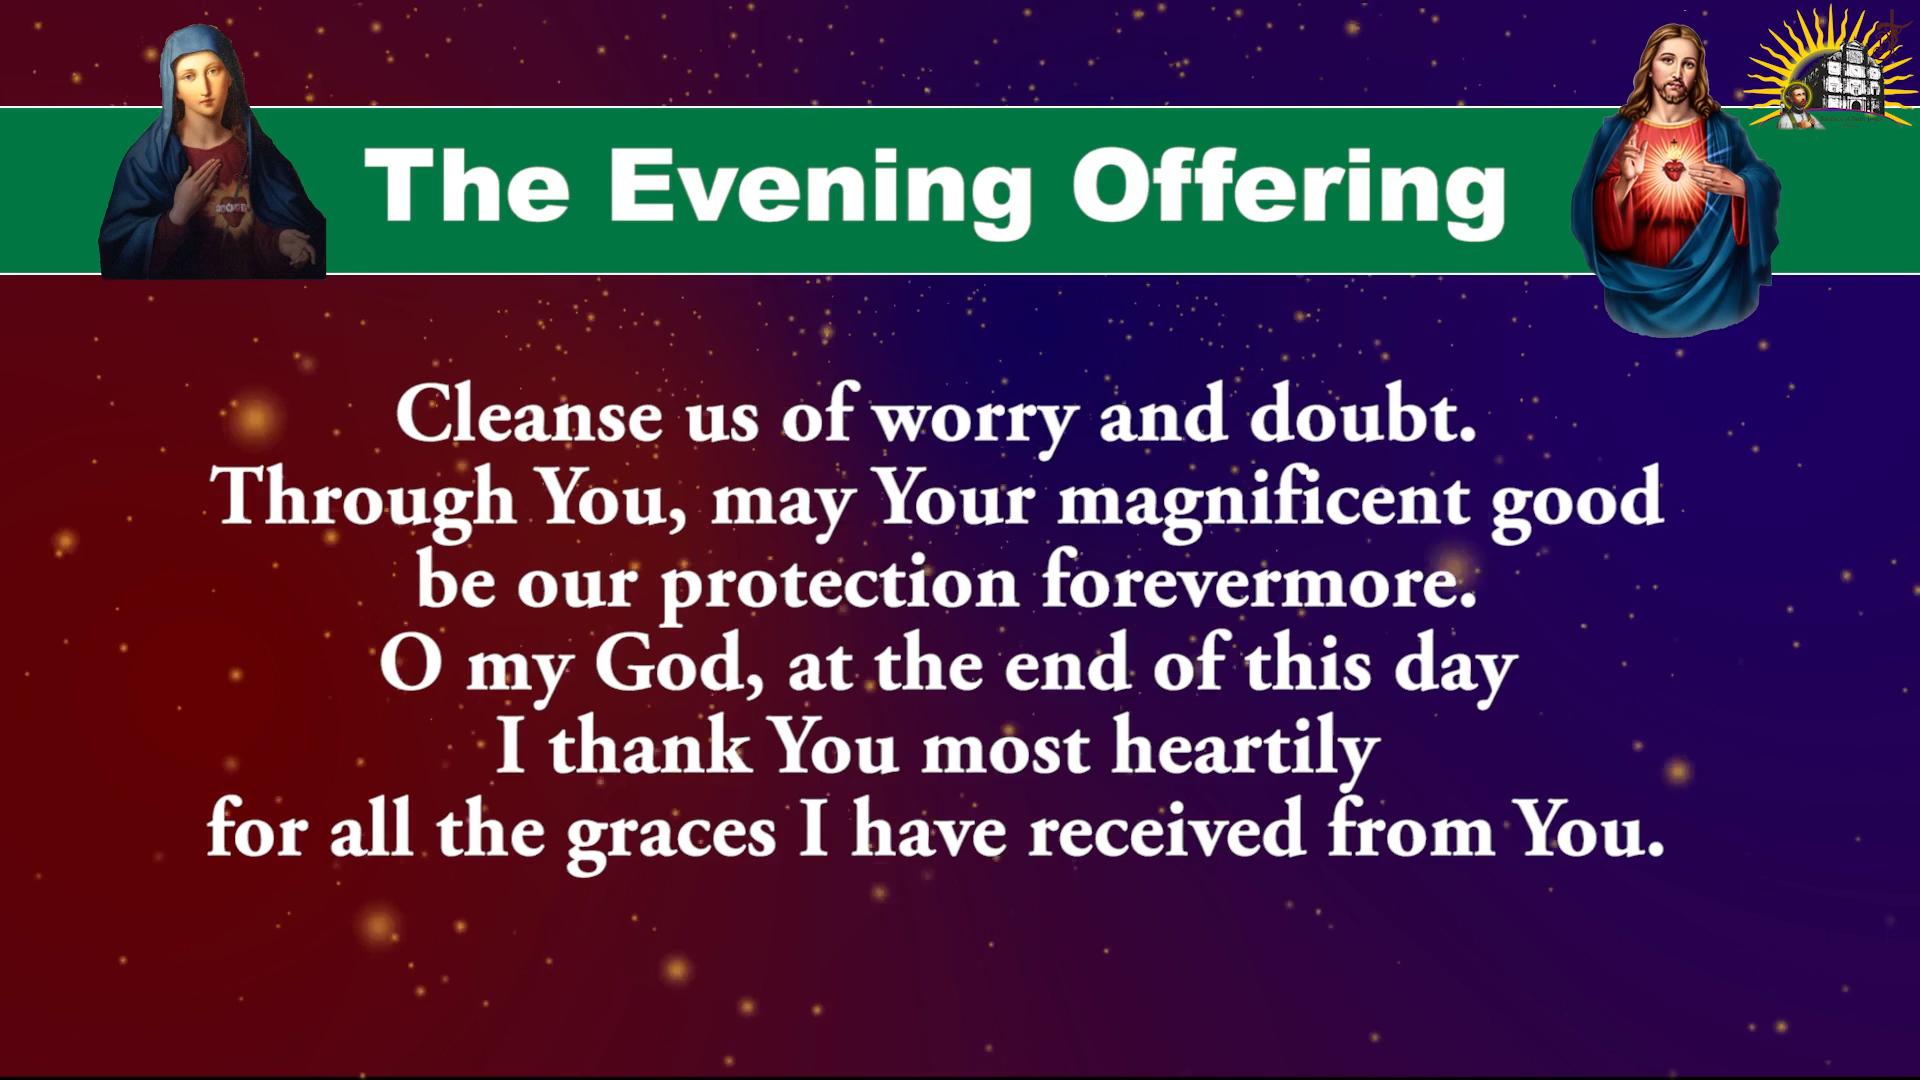 The Evening Offering
Cleanse us of worry and doubt.
Through You, may Your magnificent good
be our protection forevermore.
O my God, at the end of this day
I thank You most heartily
for all the graces I have received from You.